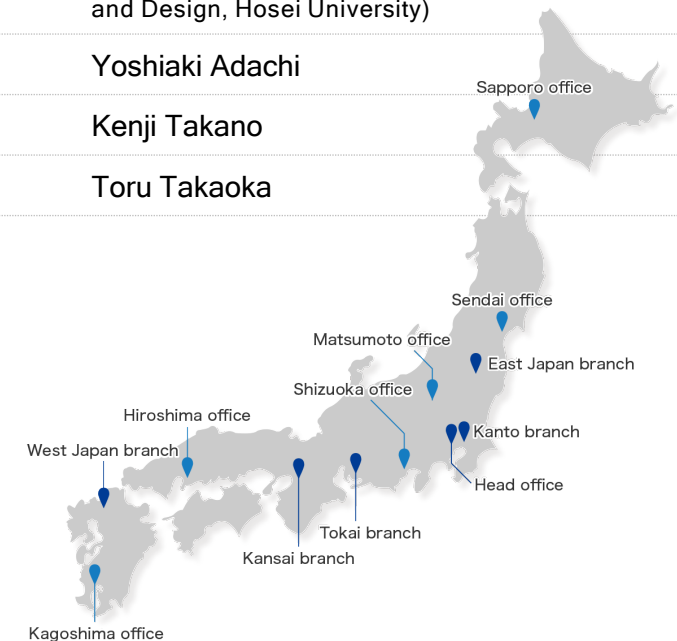 and Design, Hosei University)
Yoshiaki Adachi
Kenji Takano
Toru Takaoka
Sapporo office
Sendai office
Matsumoto office
East Japan branch
Shizuoka office
Hiroshima office
Kanto branch
West Japan branch
Head office
Tokai branch
Kansai branch
Kagoshima office